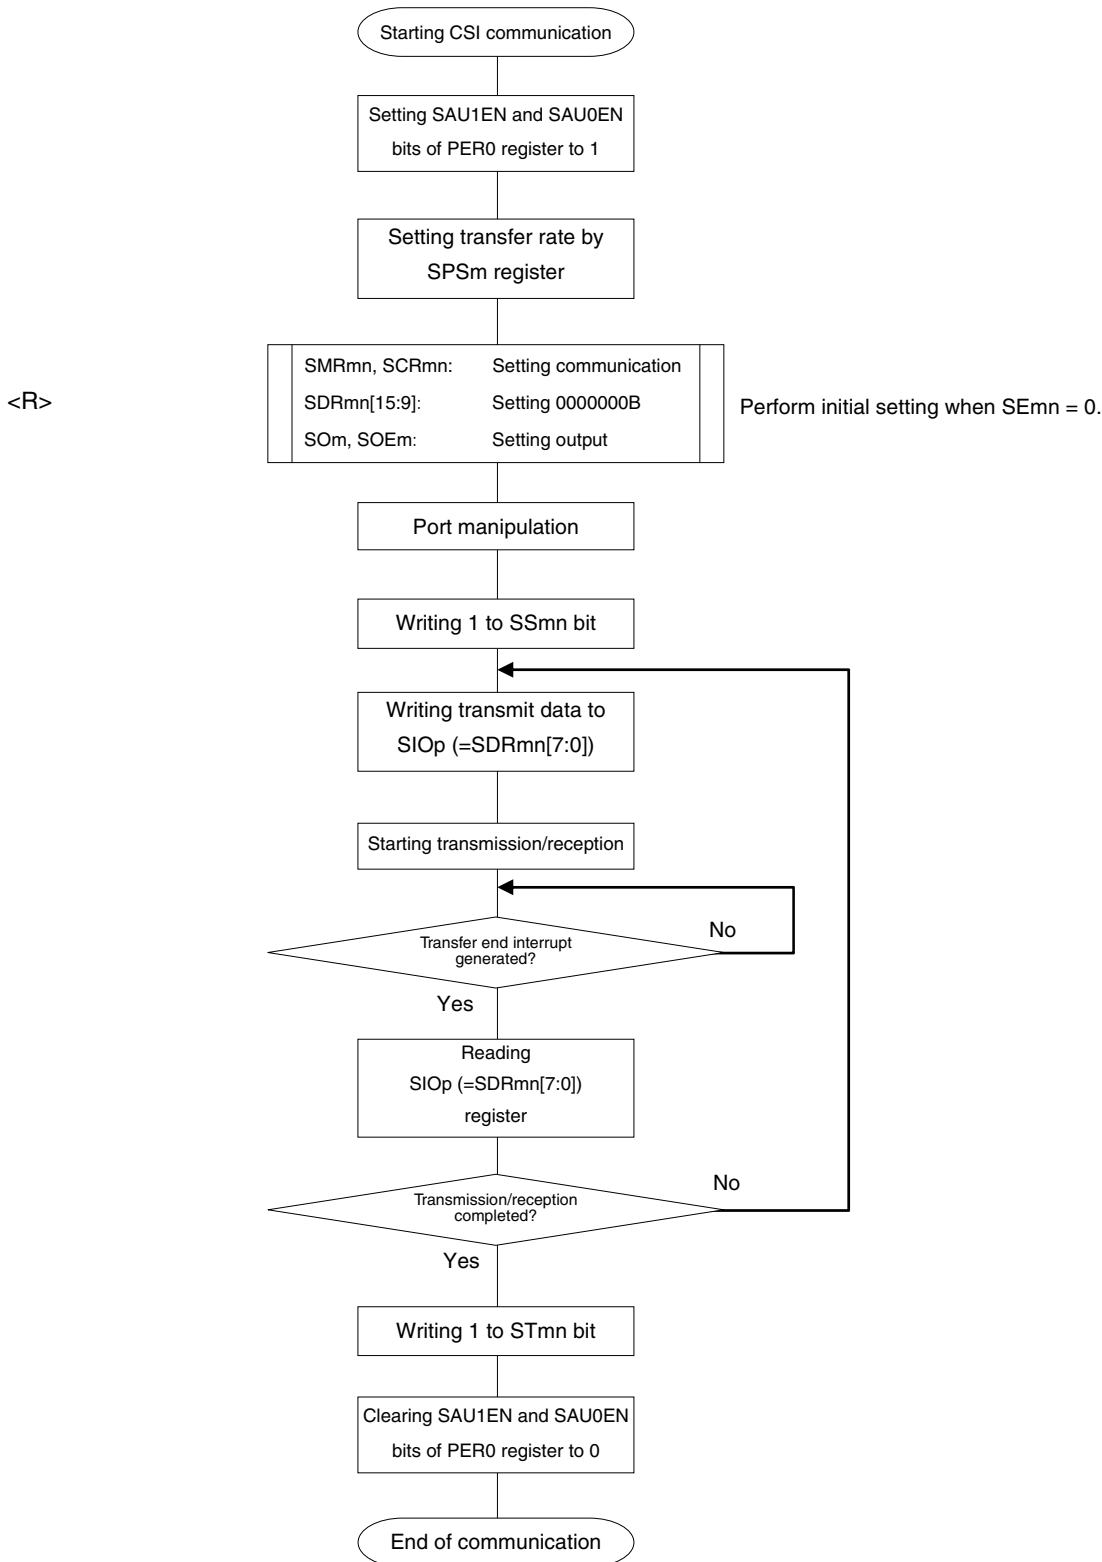 Starting CSI communication
Setting SAU1EN and SAU0EN
bits of PER0 register to 1
Setting transfer rate by
SPSm register
<R>
SMRmn, SCRmn: Setting communication
SDRmn[15:9]: Setting 0000000B
SOm, SOEm: Setting output
Perform initial setting when SEmn = 0.
Port manipulation
Writing 1 to SSmn bit
Writing transmit data to
SIOp (=SDRmn[7:0])
Starting transmission/reception
Transfer end interrupt
generated?
No
Yes
Reading
SIOp (=SDRmn[7:0])
register
Transmission/reception
completed?
No
Yes
Writing 1 to STmn bit
Clearing SAU1EN and SAU0EN
bits of PER0 register to 0
End of communication